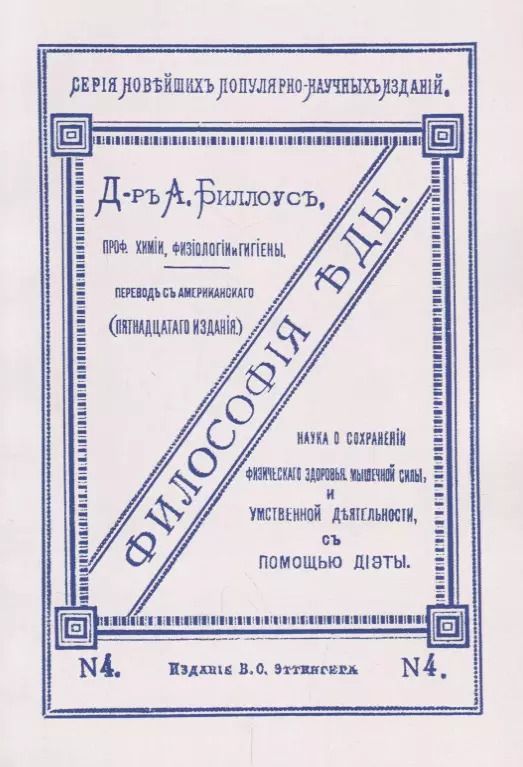 СЕРІЯ НОВѢЙШИХЪ ПОПУЛЯРНО-НАУЧНЫХЪ ИЗДАНІЙ.
Д-РЪ А. БИЛЛОУСЪ,
ПРОФ. ХИМІИ, ФИЗІОЛОГІИ и ГИГІЕНЫ,
ПЕРЕВОДЪ СЪ АМЕРИКАНСКАГО
(ПЯТНАДЦАТАГО ИЗДАНІЯ.)
ФИЛОСОФІЯ ѢДЫ.
НАУКА О СОХРАНЕНІИ
ФИЗИЧЕСКАГО ЗДОРОВЬЯ, МЫШЕЧНОЙ СИЛЫ,
И
УМСТВЕННОЙ ДѢЯТЕЛЬНОСТИ,
СЪ
ПОМОЩЬЮ ДІЭТЫ.
N4. ИЗДАНІЕ В.О. ЭТТИНГЕРА N4.